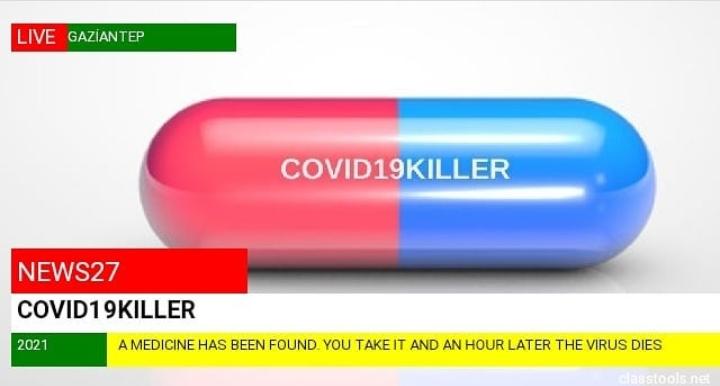 LIVE GAZİANTEP
COVID19KILLER
NEWS27
COVID19KILLER
2021 A MEDICINE HAS BEEN FOUND. YOU TAKE IT AND AN HOUR LATER THE VIRUS DIES
classtools.net